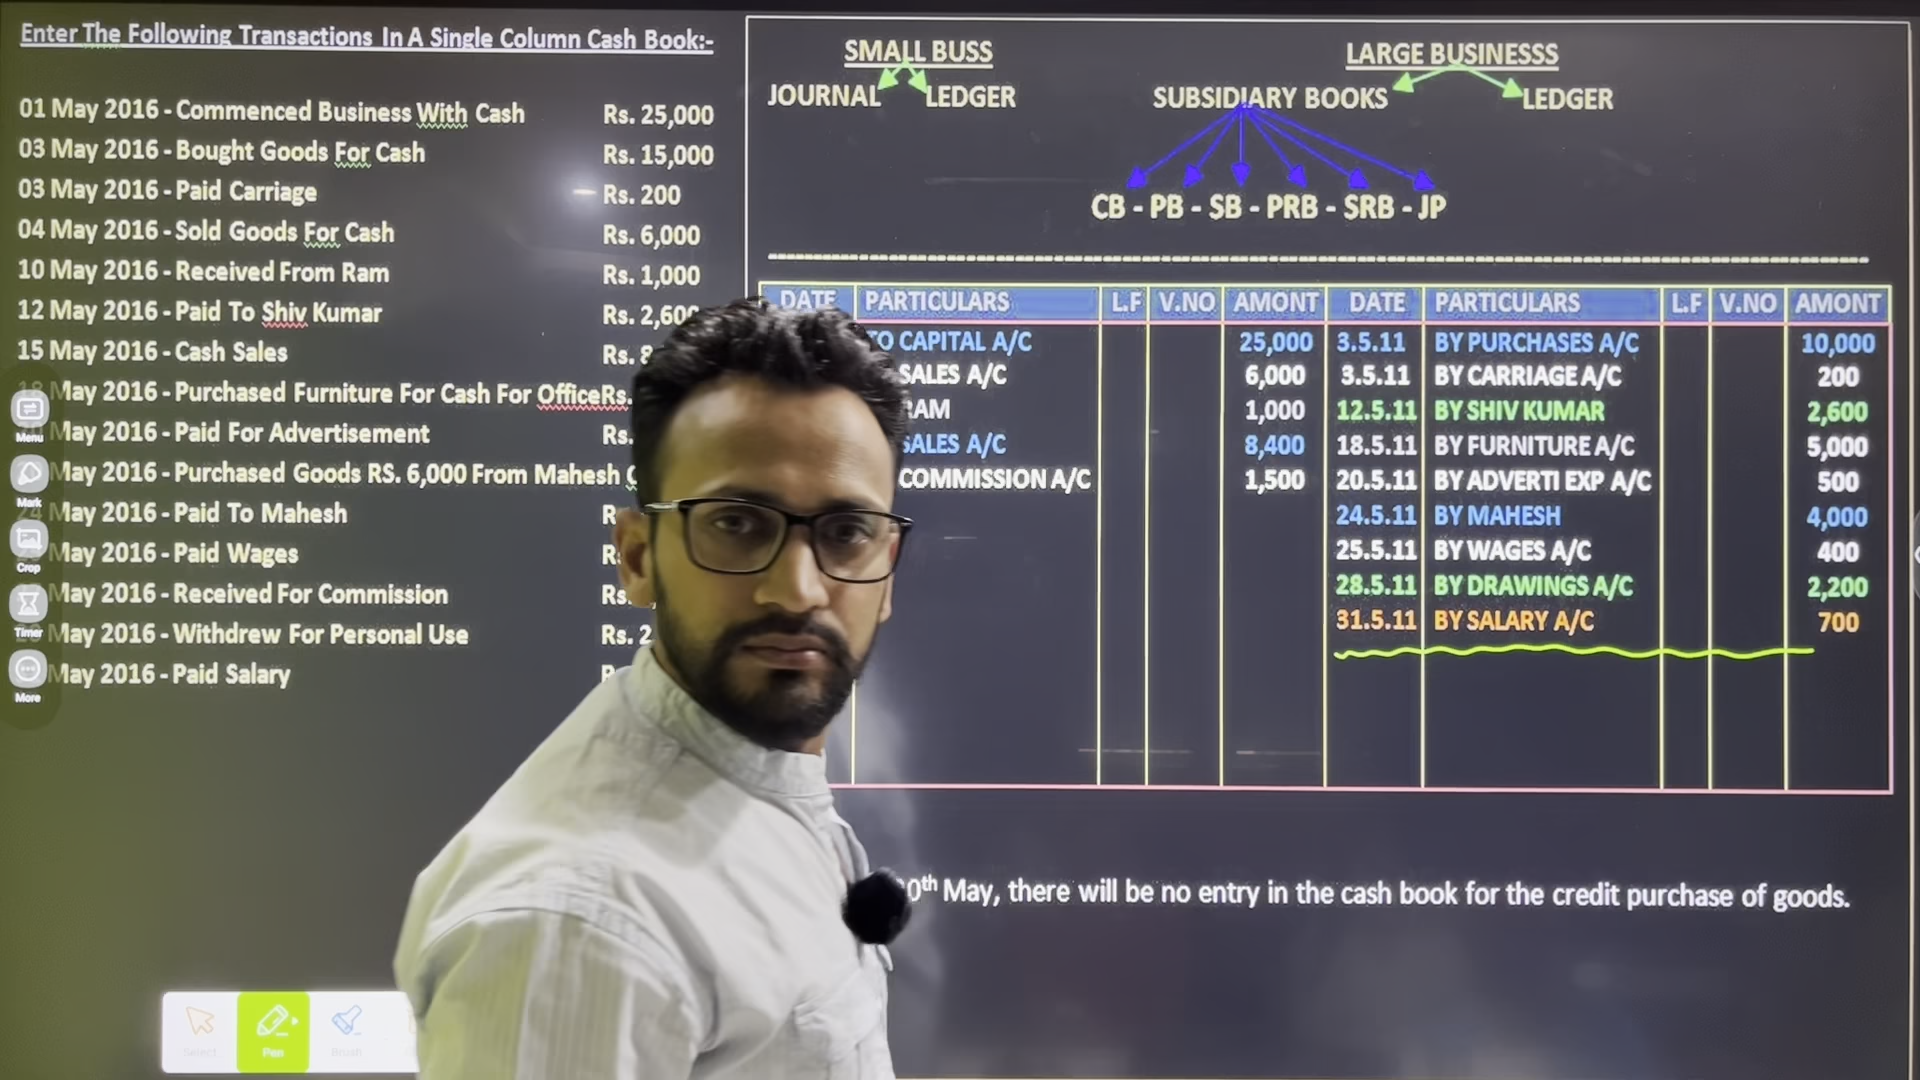 Enter The Following Transactions In A Single Column Cash Book:-
01 May 2016 - Commenced Business With Cash Rs. 25,000
03 May 2016 - Bought Goods For Cash Rs. 15,000
03 May 2016 - Paid Carriage Rs. 200
04 May 2016 - Sold Goods For Cash Rs. 6,000
10 May 2016 - Received From Ram Rs. 1,000
12 May 2016 - Paid To Shiv Kumar Rs. 2,600
15 May 2016 - Cash Sales Rs. 8
May 2016 - Purchased Furniture For Cash For Office Rs.
May 2016 - Paid For Advertisement Rs.
May 2016 - Purchased Goods RS. 6,000 From Mahesh
24 May 2016 - Paid To Mahesh
May 2016 - Paid Wages
May 2016 - Received For Commission Rs.
May 2016 - Withdrew For Personal Use Rs. 2
May 2016 - Paid Salary
Menu
Mark
Crop
Timer
More
Select
Pen
Brush
SMALL BUSS
JOURNAL LEDGER
LARGE BUSINESSS
SUBSIDIARY BOOKS LEDGER
CB - PB - SB - PRB - SRB - JP
DATE PARTICULARS L.F V.NO AMONT DATE PARTICULARS L.F V.NO AMONT
TO CAPITAL A/C 25,000 3.5.11 BY PURCHASES A/C 10,000
SALES A/C 6,000 3.5.11 BY CARRIAGE A/C 200
RAM 1,000 12.5.11 BY SHIV KUMAR 2,600
SALES A/C 8,400 18.5.11 BY FURNITURE A/C 5,000
COMMISSION A/C 1,500 20.5.11 BY ADVERTI EXP A/C 500
24.5.11 BY MAHESH 4,000
25.5.11 BY WAGES A/C 400
28.5.11 BY DRAWINGS A/C 2,200
31.5.11 BY SALARY A/C 700
0th May, there will be no entry in the cash book for the credit purchase of goods.